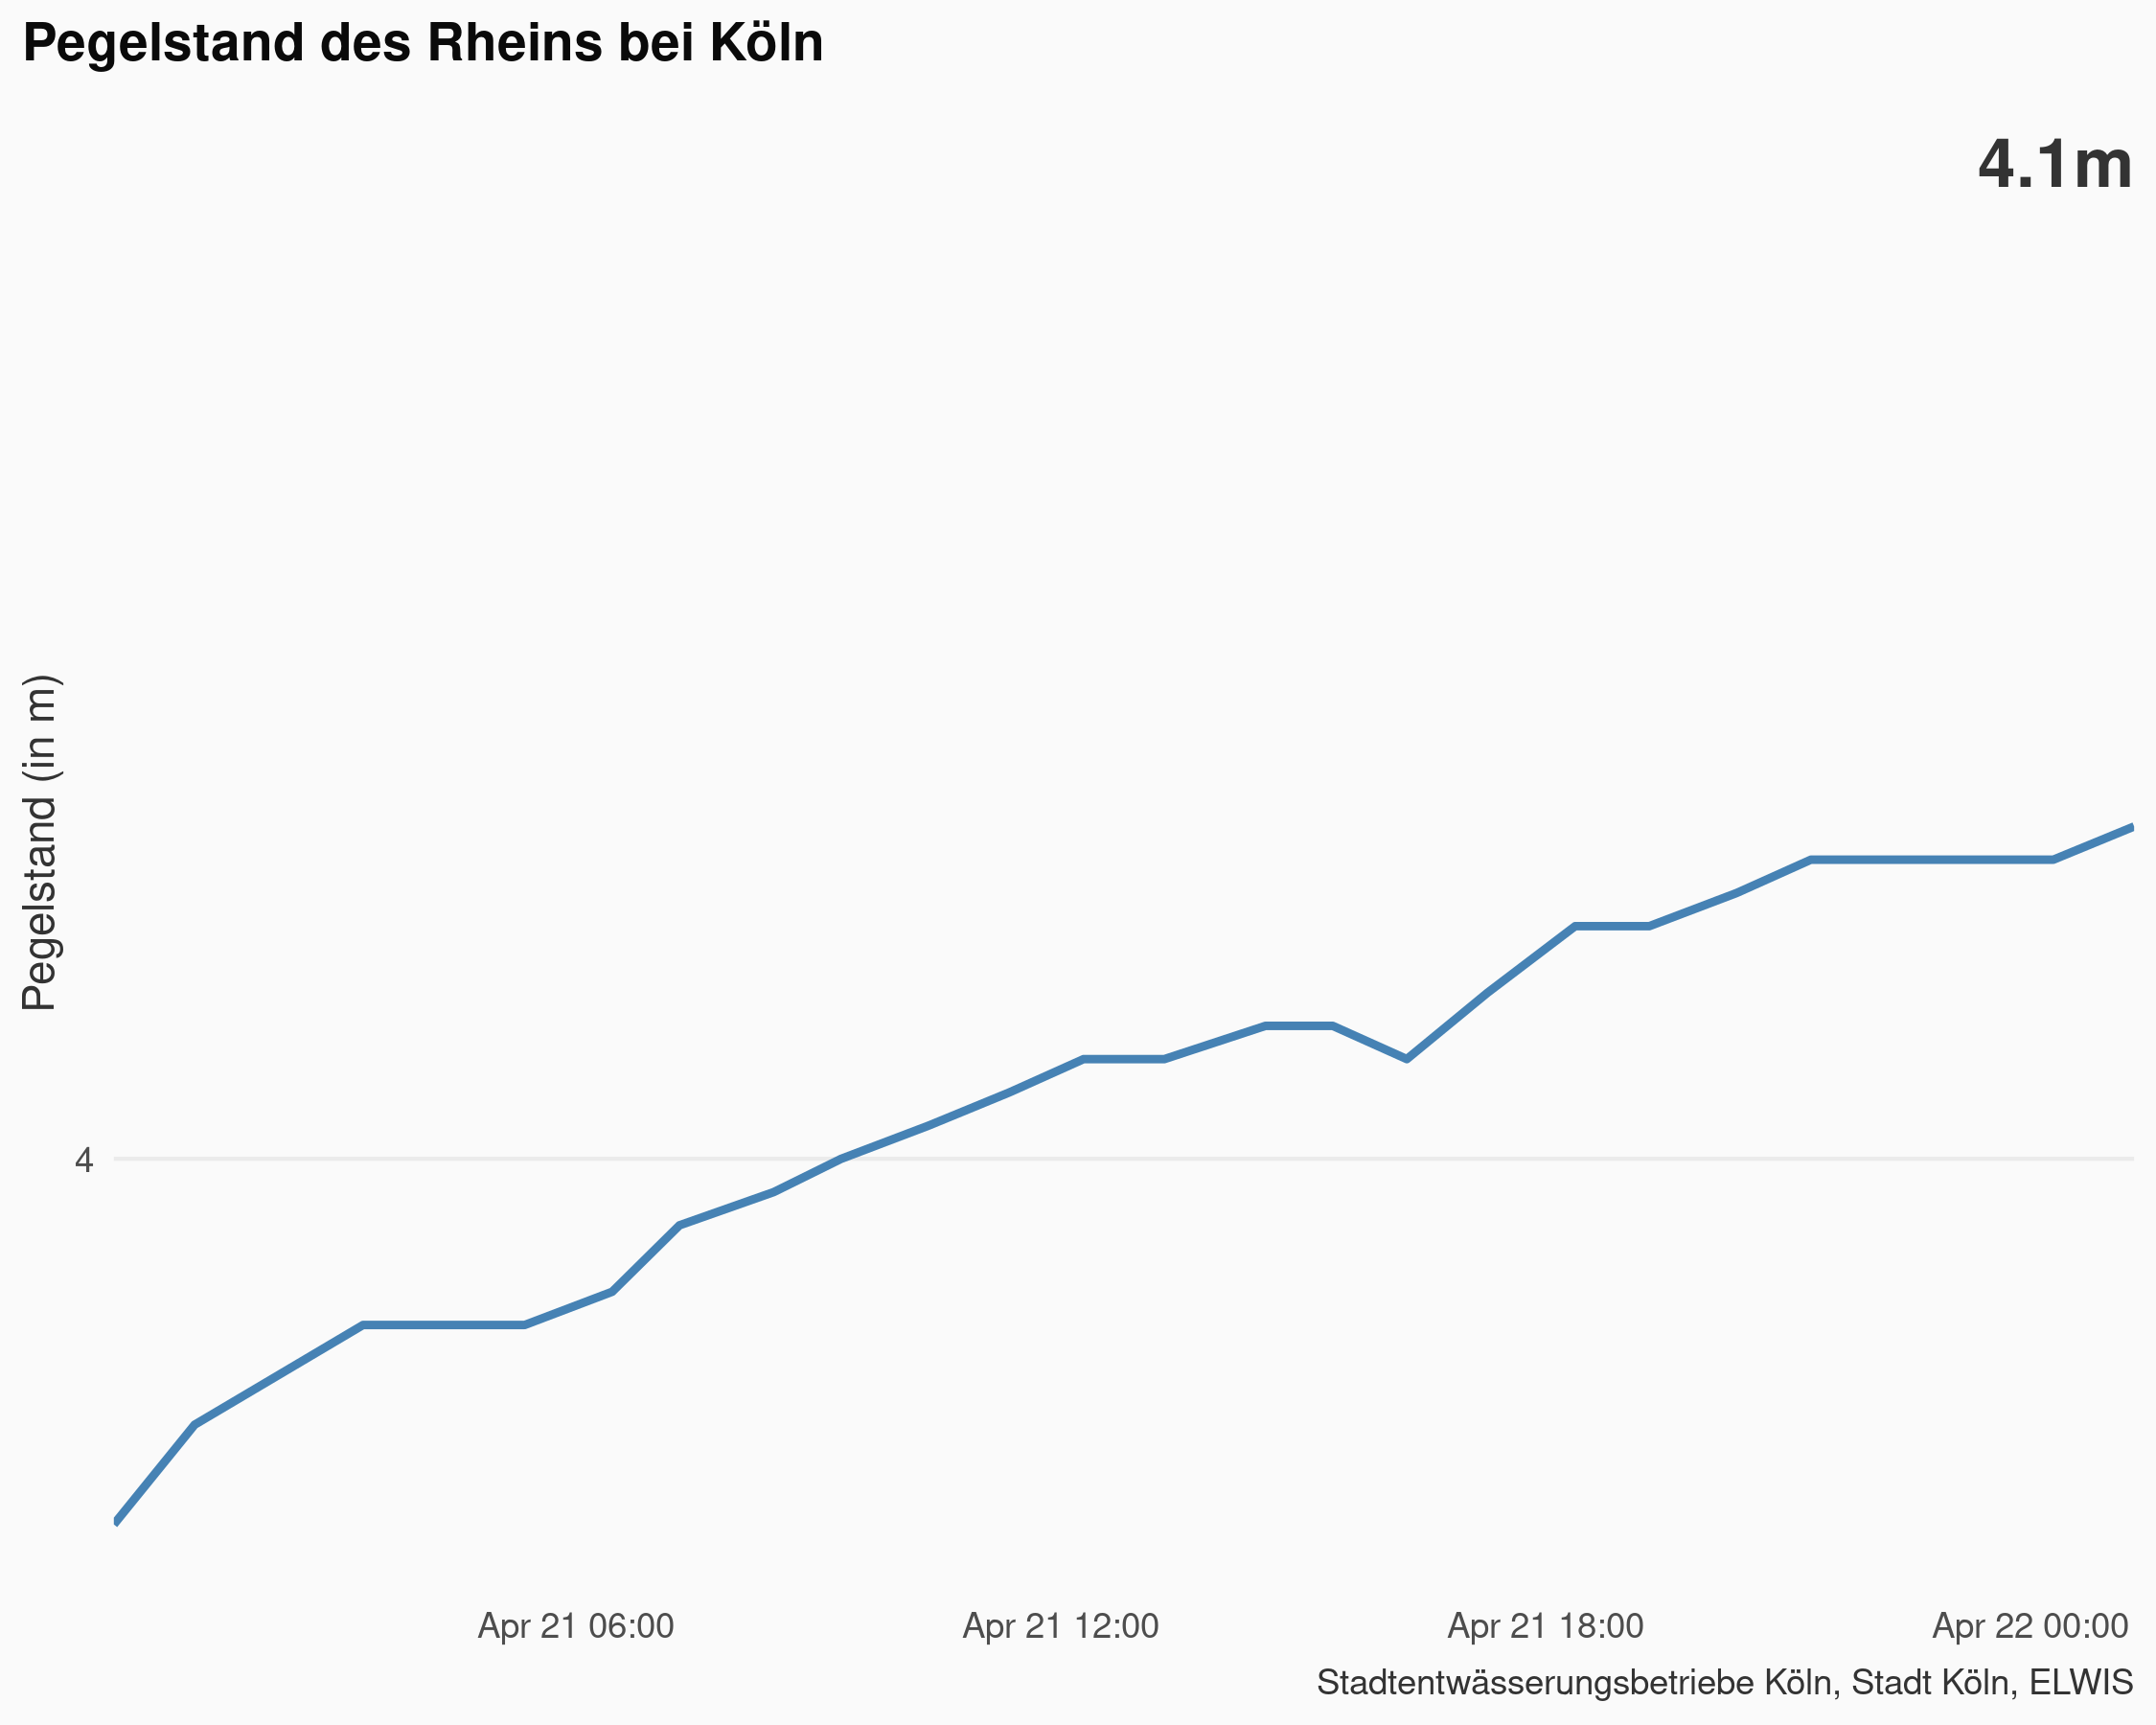 Pegelstand des Rheins bei Köln
4.1m
Pegelstand (in m)
4
Apr 21 06:00
Apr 21 12:00
Apr 21 18:00
Apr 22 00:00
Stadtentwässerungsbetriebe Köln, Stadt Köln, ELWIS